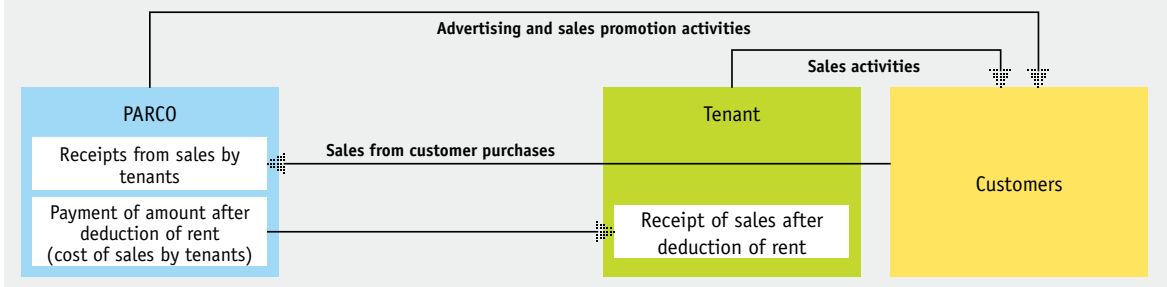 Advertising and sales promotion activities
Sales activities
PARCO
Tenant
Receipts from sales by
tenants
Sales from customer purchases
Customers
Payment of amount after
deduction of rent
(cost of sales by tenants)
Receipt of sales after
deduction of rent